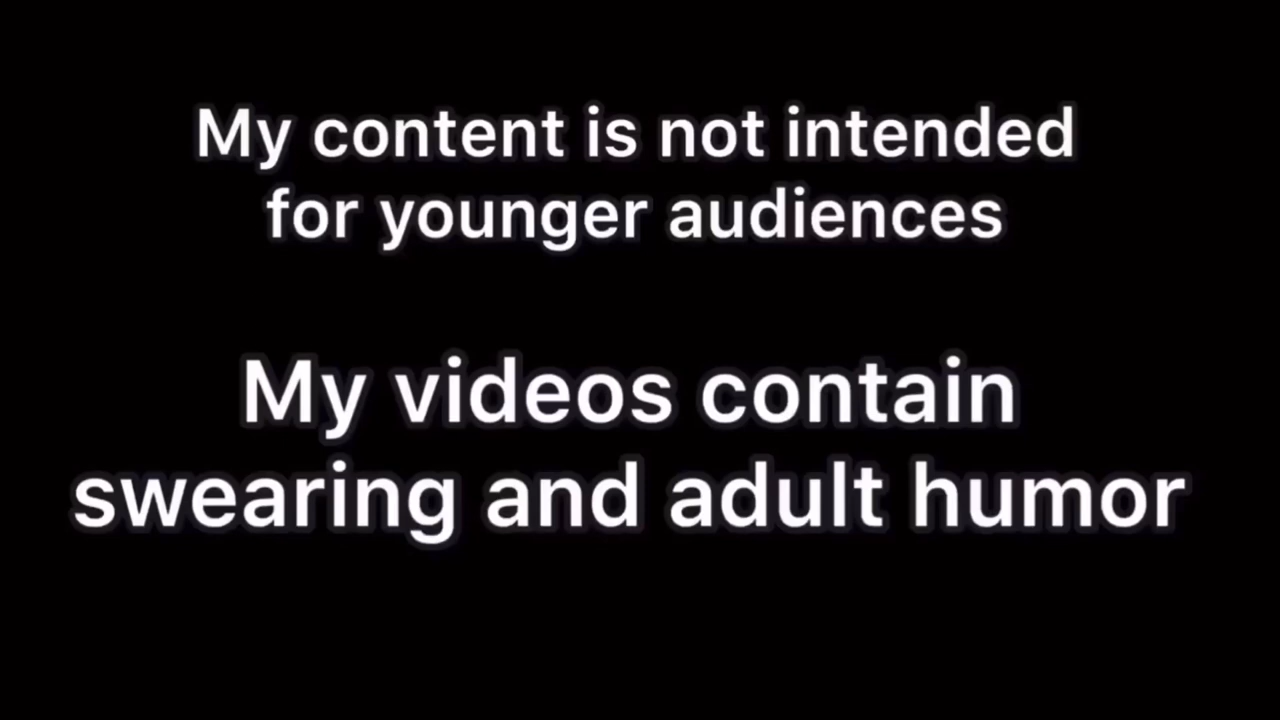 My content is not intended
for younger audiences
My videos contain
swearing and adult humor